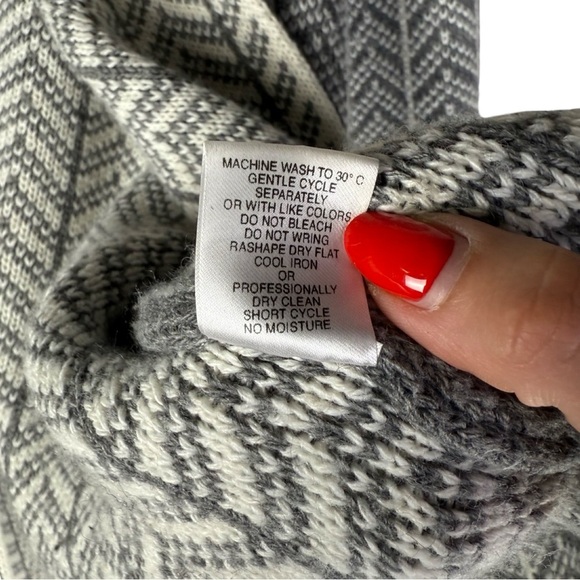 MACHINE WASH TO 30° C
GENTLE CYCLE
SEPARATELY
OR WITH LIKE COLORS
DO NOT BLEACH
DO NOT WRING
RASHAPE DRY FLAT
COOL IRON
OR
PROFESSIONALLY
DRY CLEAN
SHORT CYCLE
NO MOISTURE